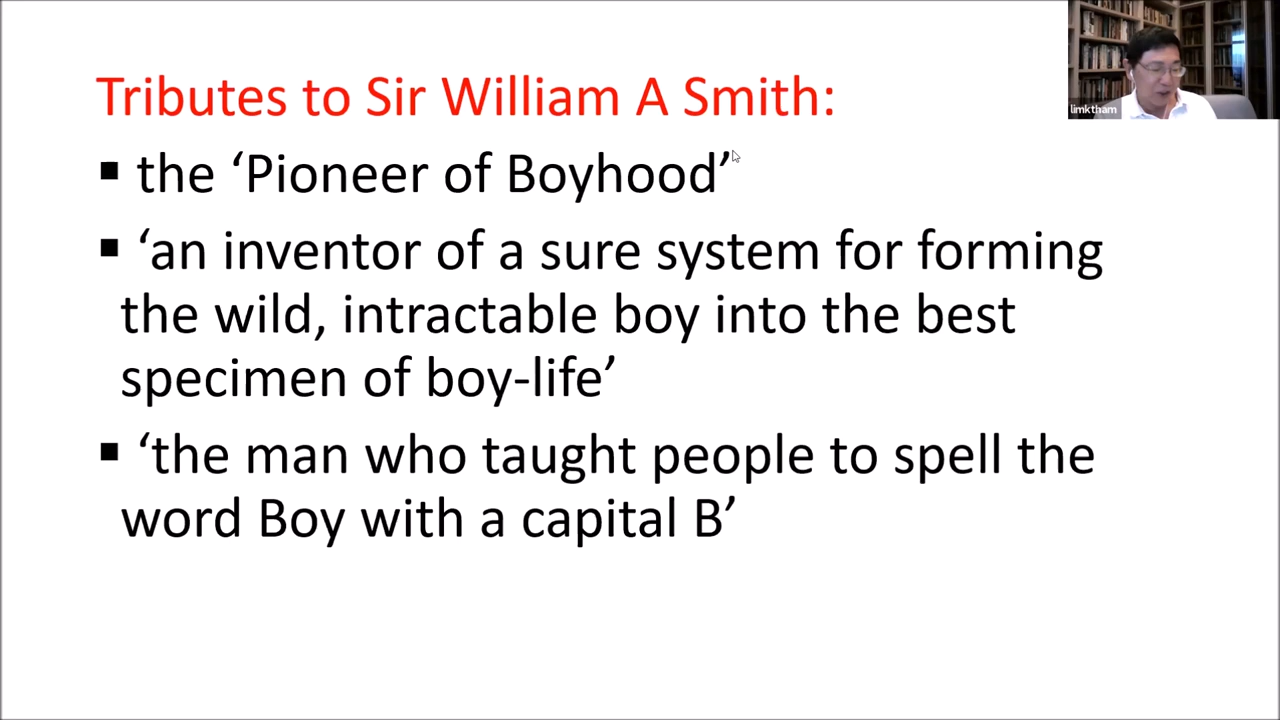 Tributes to Sir William A Smith:
▪ the ‘Pioneer of Boyhood’
▪ ‘an inventor of a sure system for forming
the wild, intractable boy into the best
specimen of boy-life’
▪ ‘the man who taught people to spell the
word Boy with a capital B’
limktham